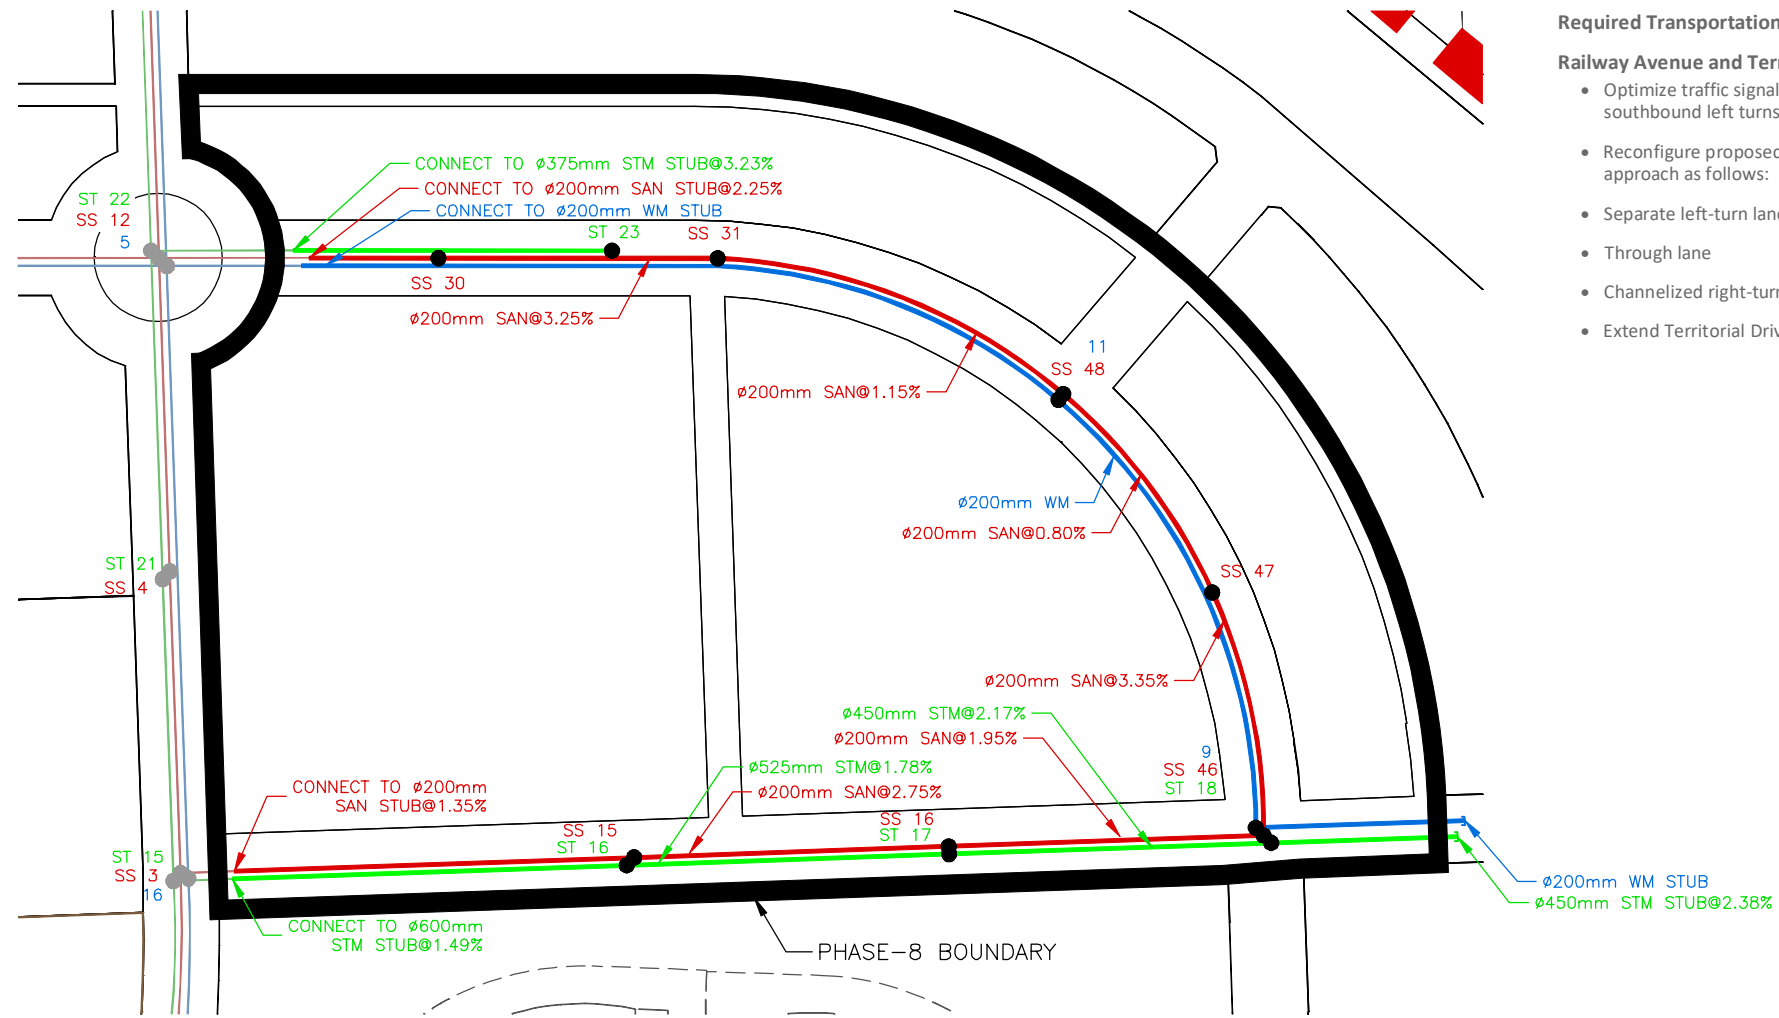 Required Transportation
Railway Avenue and Terr
• Optimize traffic signal
southbound left turns
• Reconfigure proposed
approach as follows:
• Separate left-turn lane
• Through lane
• Channelized right-turn
• Extend Territorial Driv
CONNECT TO ø375mm STM STUB@3.23%
CONNECT TO ø200mm SAN STUB@2.25%
CONNECT TO ø200mm WM STUB
ST 22
SS 12
5
ST 23
SS 31
SS 30
ø200mm SAN@3.25%
11
SS 48
ø200mm SAN@1.15%
ø200mm WM
ø200mm SAN@0.80%
ST 21
SS 4
SS 47
ø200mm SAN@3.35%
ø450mm STM@2.17%
ø200mm SAN@1.95%
9
SS 46
ST 18
ø525mm STM@1.78%
ø200mm SAN@2.75%
CONNECT TO ø200mm
SAN STUB@1.35%
SS 15
ST 16
SS 16
ST 17
ST 15
SS 3
16
ø200mm WM STUB
ø450mm STM STUB@2.38%
CONNECT TO ø600mm
STM STUB@1.49%
PHASE-8 BOUNDARY